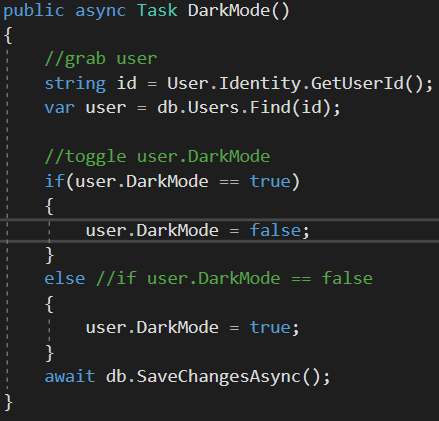 public async Task DarkMode()
{
    //grab user
    string id = User.Identity.GetUserId();
    var user = db.Users.Find(id);

    //toggle user.DarkMode
    if(user.DarkMode == true)
    {
        user.DarkMode = false;
    }
    else //if user.DarkMode == false
    {
        user.DarkMode = true;
    }
    await db.SaveChangesAsync();
}